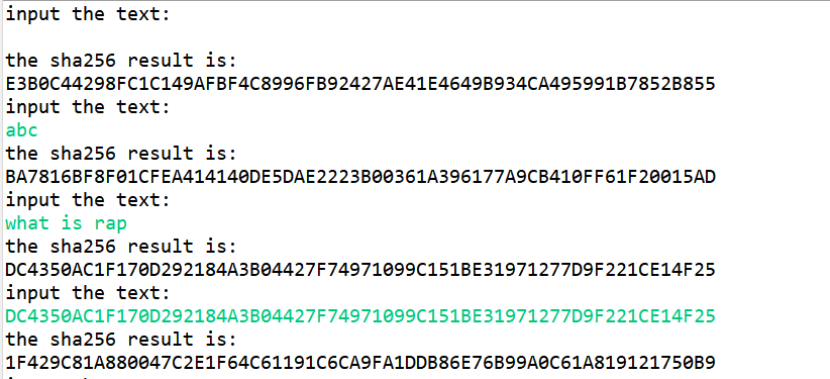 input the text:
the sha256 result is:
E3B0C44298FC1C149AFBF4C8996FB92427AE41E4649B934CA495991B7852B855
input the text:
abc
the sha256 result is:
BA7816BF8F01CFEA414140DE5DAE2223B00361A396177A9CB410FF61F20015AD
input the text:
what is rap
the sha256 result is:
DC4350AC1F170D292184A3B04427F74971099C151BE31971277D9F221CE14F25
input the text:
DC4350AC1F170D292184A3B04427F74971099C151BE31971277D9F221CE14F25
the sha256 result is:
1F429C81A880047C2E1F64C61191C6CA9FA1DDB86E76B99A0C61A819121750B9